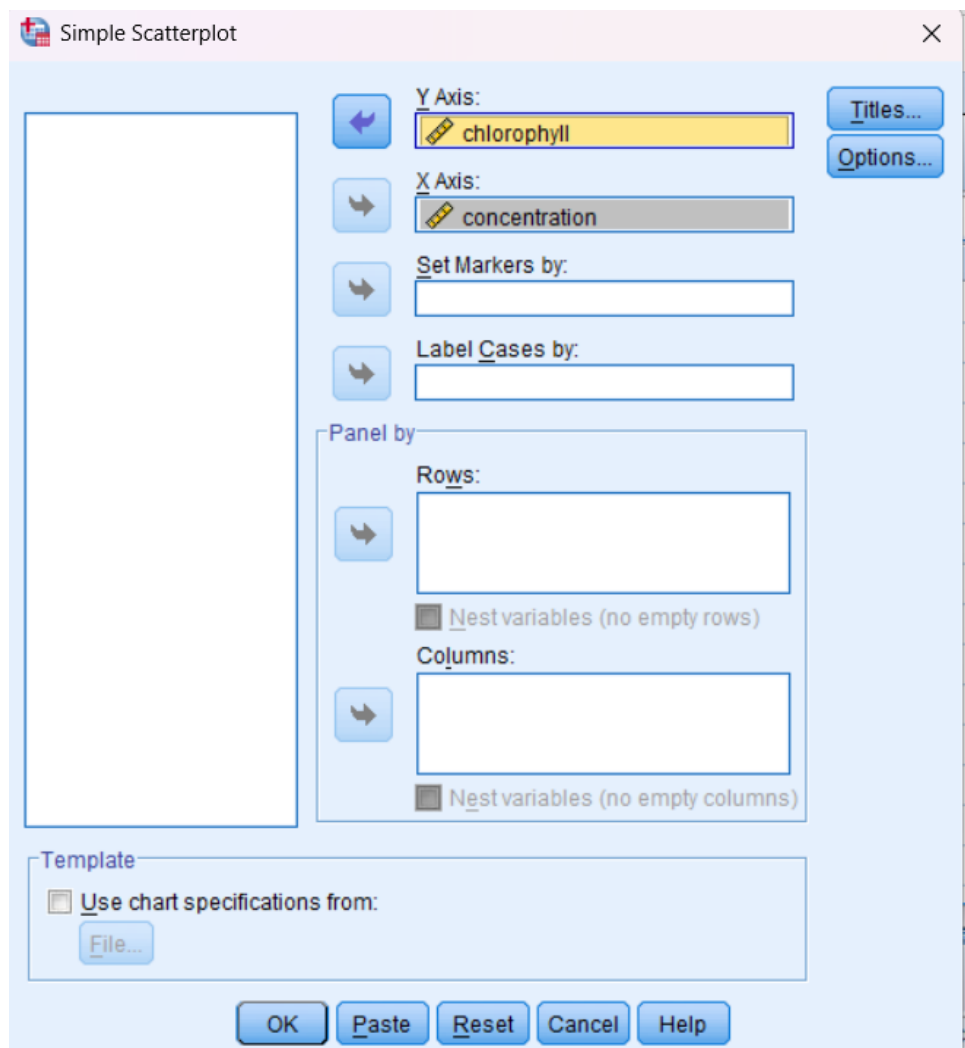 Simple Scatterplot
Y Axis:
chlorophyll
Titles...
Options...
X Axis:
concentration
Set Markers by:
Label Cases by:
Panel by
Rows:
Nest variables (no empty rows)
Columns:
Nest variables (no empty columns)
Template
Use chart specifications from:
File...
OK Paste Reset Cancel Help